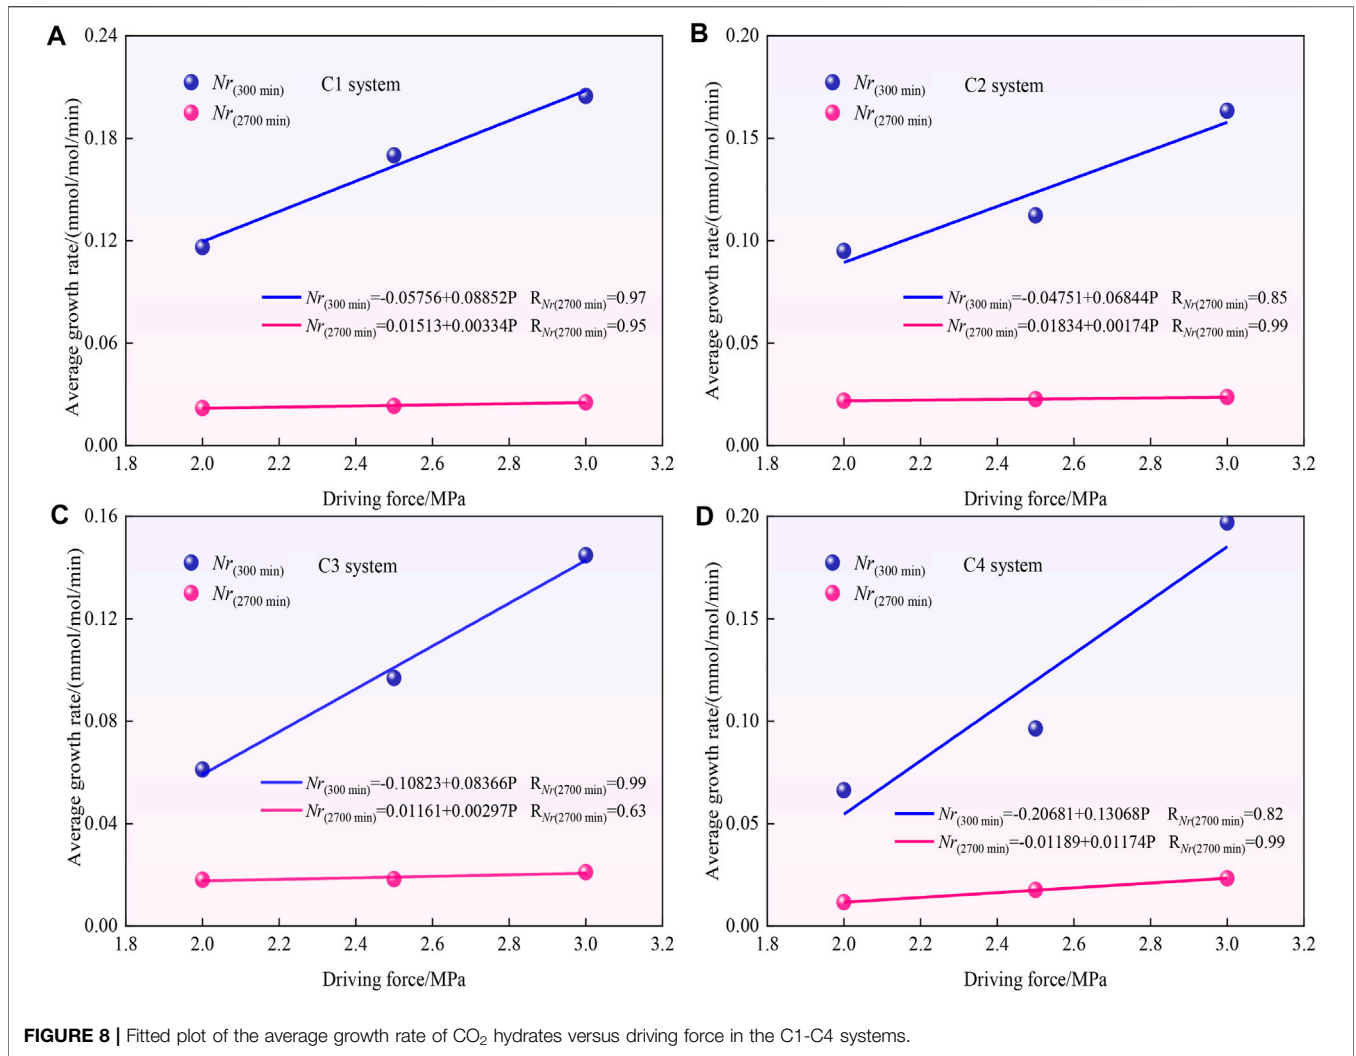 A
0.24
0.18
0.12
0.06
0.00
Average growth rate/(mmol/mol/min)
Nr(300 min) C1 system
Nr(2700 min)
Nr(300 min)=-0.05756+0.08852P RNr(2700 min)=0.97
Nr(2700 min)=0.01513+0.00334P RNr(2700 min)=0.95
1.8 2.0 2.2 2.4 2.6 2.8 3.0 3.2
Driving force/MPa
B
0.20
0.15
0.10
0.05
0.00
Average growth rate/(mmol/mol/min)
Nr(300 min) C2 system
Nr(2700 min)
Nr(300 min)=-0.04751+0.06844P RNr(2700 min)=0.85
Nr(2700 min)=0.01834+0.00174P RNr(2700 min)=0.99
1.8 2.0 2.2 2.4 2.6 2.8 3.0 3.2
Driving force/MPa
C
0.16
0.12
0.08
0.04
0.00
Average growth rate/(mmol/mol/min)
Nr(300 min) C3 system
Nr(2700 min)
Nr(300 min)=-0.10823+0.08366P RNr(2700 min)=0.99
Nr(2700 min)=0.01161+0.00297P RNr(2700 min)=0.63
1.8 2.0 2.2 2.4 2.6 2.8 3.0 3.2
Driving force/MPa
D
0.20
0.15
0.10
0.05
0.00
Average growth rate/(mmol/mol/min)
Nr(300 min) C4 system
Nr(2700 min)
Nr(300 min)=-0.20681+0.13068P RNr(2700 min)=0.82
Nr(2700 min)=-0.01189+0.01174P RNr(2700 min)=0.99
1.8 2.0 2.2 2.4 2.6 2.8 3.0 3.2
Driving force/MPa
FIGURE 8 | Fitted plot of the average growth rate of CO2 hydrates versus driving force in the C1-C4 systems.